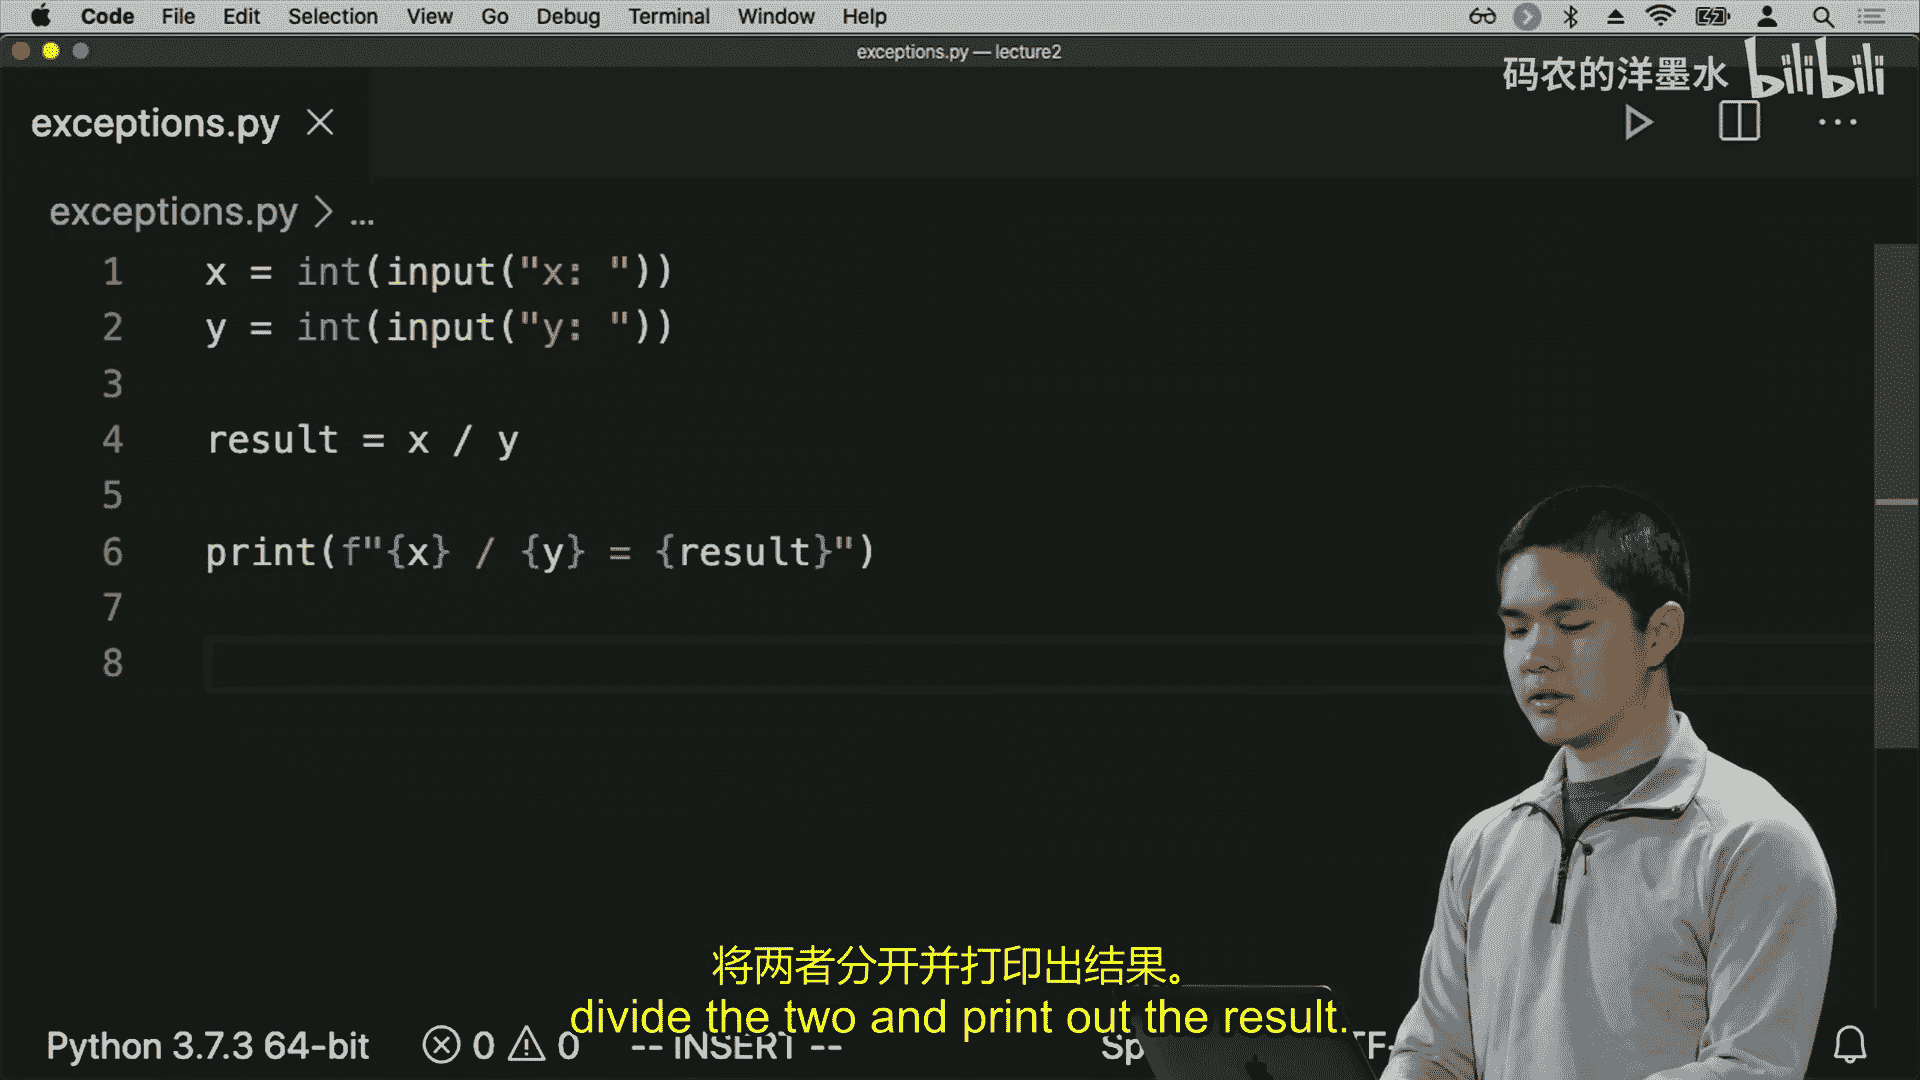 Code File Edit Selection View Go Debug Terminal Window Help
exceptions.py — lecture2
码农的洋墨水 bilibili
exceptions.py
exceptions.py > ...
1 x = int(input("x: "))
2 y = int(input("y: "))
3
4 result = x / y
5
6 print(f"{x} / {y} = {result}")
7
8
将两者分开并打印出结果。
divide the two and print out the result.
Python 3.7.3 64-bit 0 0 -- INSERT --